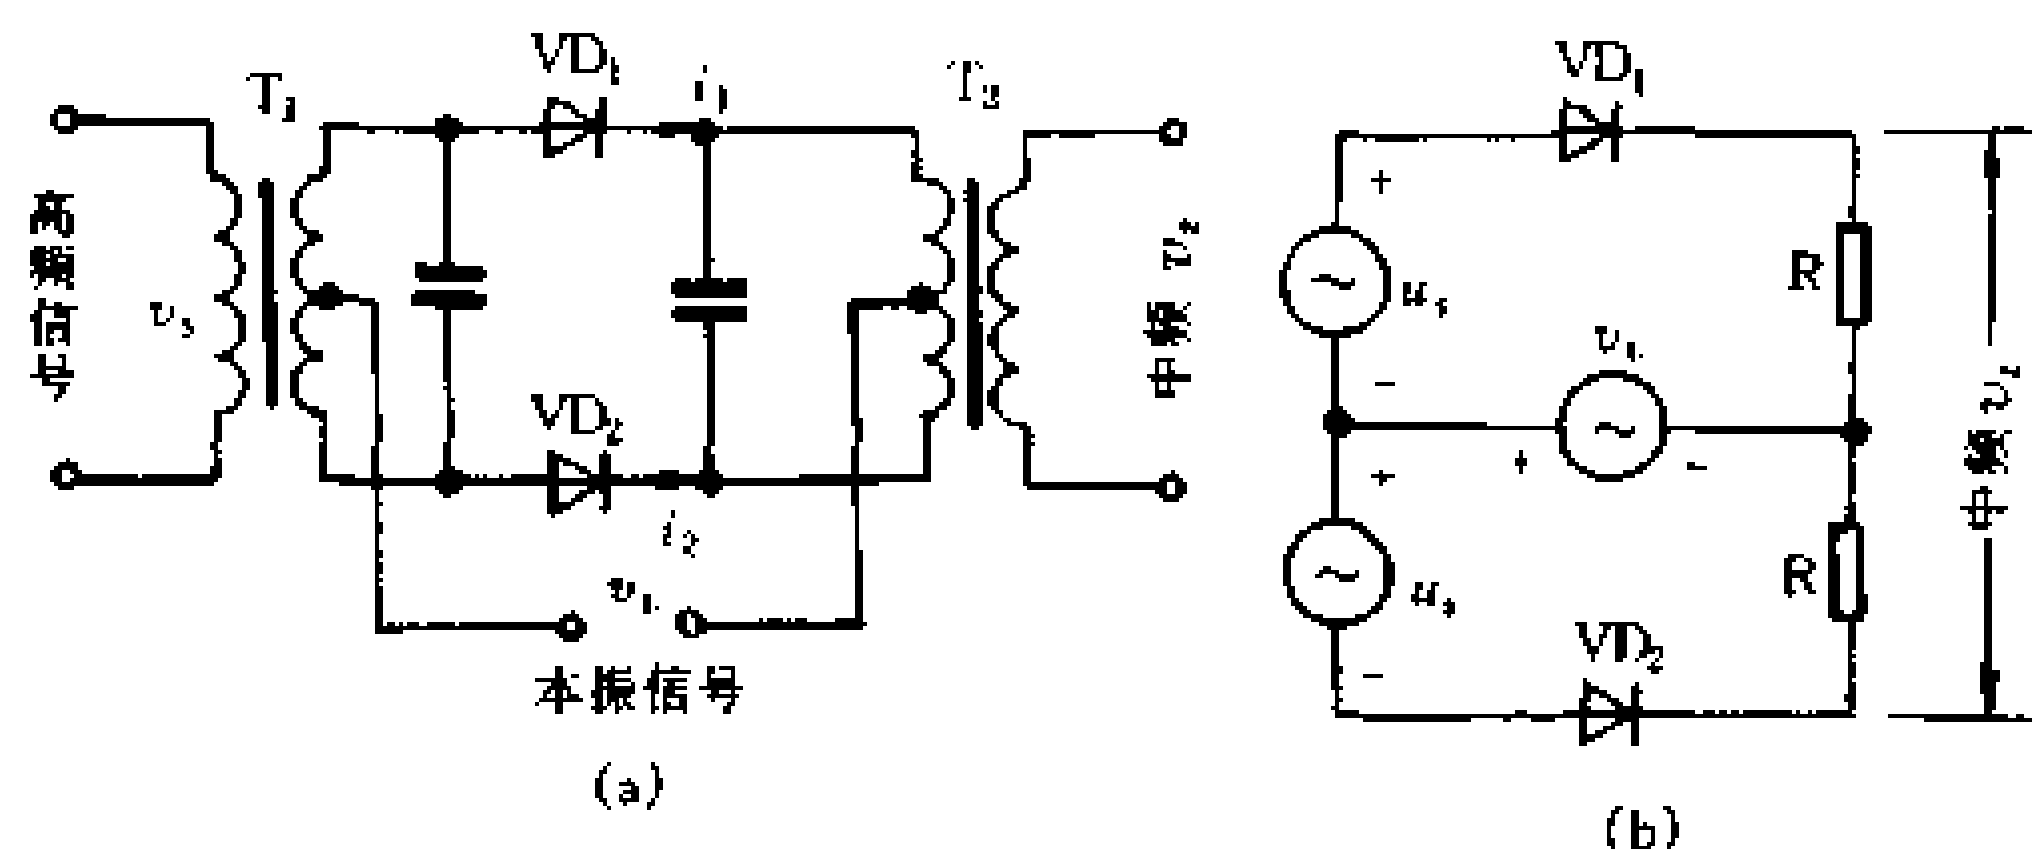 VD₁
i₁
T₁
T₂
高频信号
υₛ
中频 υ
VD₂
i₂
υ
本振信号
(a)
VD₁
+
u
R
υ
−
+
+
−
u
R
中频 υ
VD₂
−
(b)